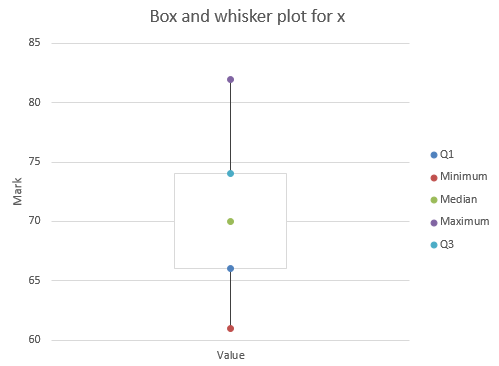 Box and whisker plot for x
85
80
75
70
65
60
Mark
Value
Q1
Minimum
Median
Maximum
Q3